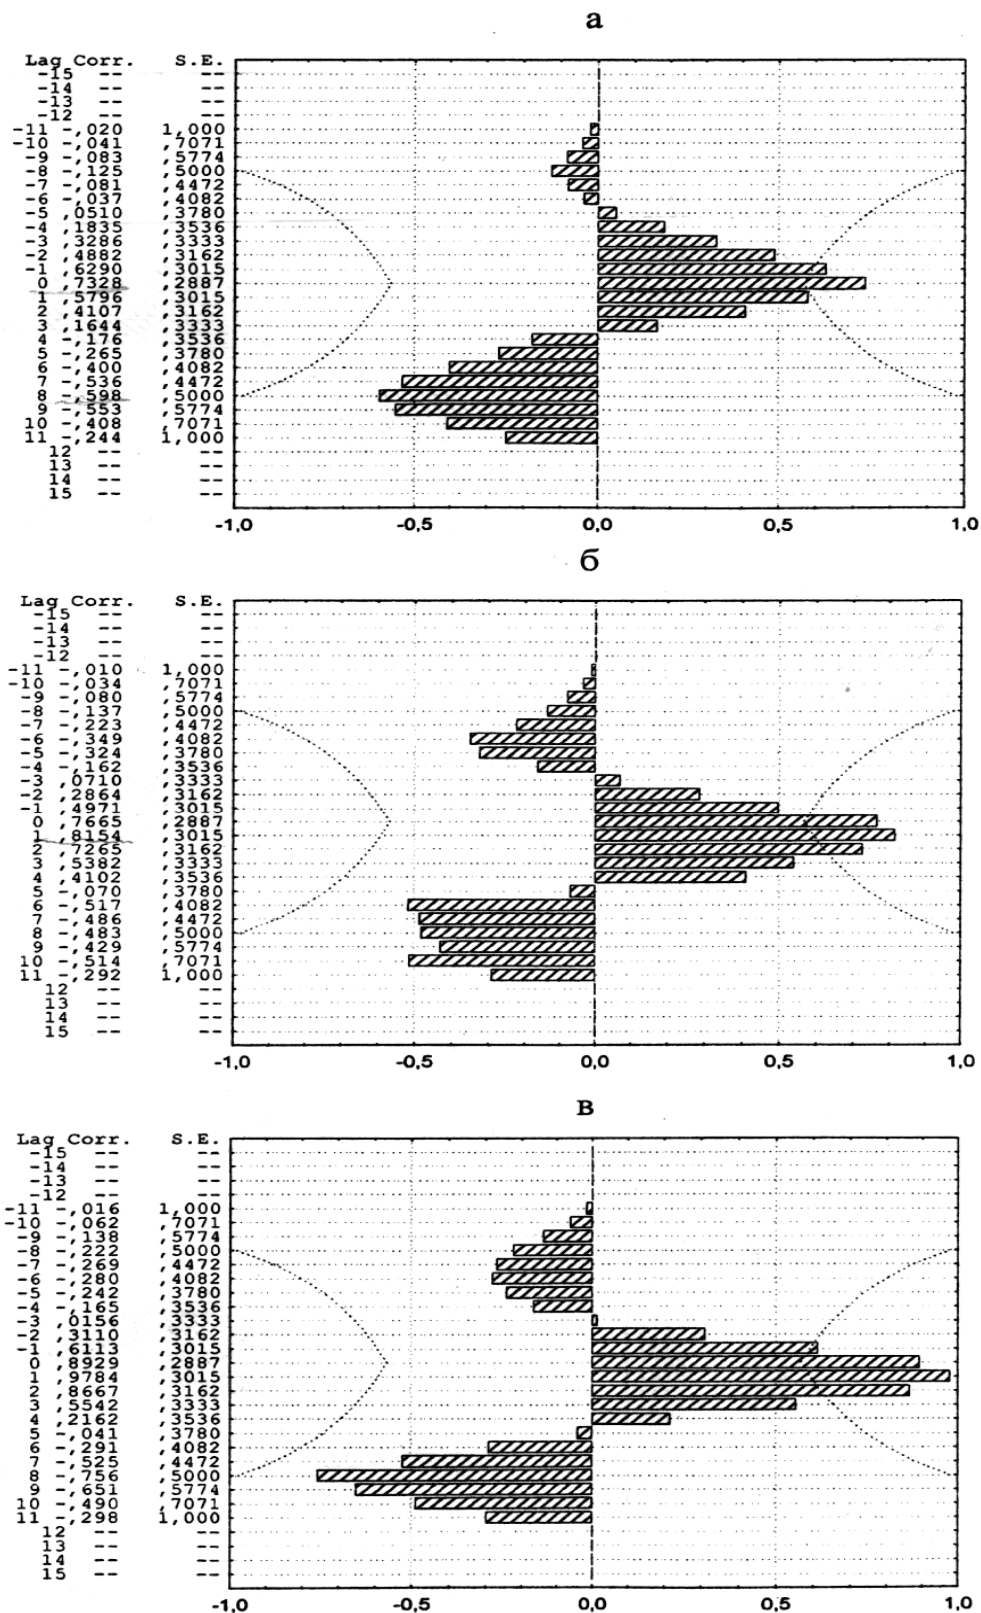 а
Lag Corr. S.E.
-15 -- --
-14 -- --
-13 -- --
-12 -- --
-11 -,020 1,000
-10 -,041 ,7071
-9 -,083 ,5774
-8 -,125 ,5000
-7 -,081 ,4472
-6 -,037 ,4082
-5 ,0510 ,3780
-4 ,1835 ,3536
-3 ,3286 ,3333
-2 ,4882 ,3162
-1 ,6290 ,3015
0 ,7328 ,2887
1 ,5796 ,3015
2 ,4107 ,3162
3 ,1644 ,3333
4 -,176 ,3536
5 -,265 ,3780
6 -,400 ,4082
7 -,536 ,4472
8 -,598 ,5000
9 -,553 ,5774
10 -,408 ,7071
11 -,244 1,000
12 -- --
13 -- --
14 -- --
15 -- --
-1,0 -0,5 0,0 0,5 1,0
б
Lag Corr. S.E.
-15 -- --
-14 -- --
-13 -- --
-12 -- --
-11 -,010 1,000
-10 -,034 ,7071
-9 -,080 ,5774
-8 -,137 ,5000
-7 -,223 ,4472
-6 -,349 ,4082
-5 -,324 ,3780
-4 -,162 ,3536
-3 ,0710 ,3333
-2 ,2864 ,3162
-1 ,4971 ,3015
0 ,7665 ,2887
1 ,8154 ,3015
2 ,7265 ,3162
3 ,5382 ,3333
4 ,4102 ,3536
5 -,070 ,3780
6 -,517 ,4082
7 -,486 ,4472
8 -,483 ,5000
9 -,429 ,5774
10 -,514 ,7071
11 -,292 1,000
12 -- --
13 -- --
14 -- --
15 -- --
-1,0 -0,5 0,0 0,5 1,0
в
Lag Corr. S.E.
-15 -- --
-14 -- --
-13 -- --
-12 -- --
-11 -,016 1,000
-10 -,062 ,7071
-9 -,138 ,5774
-8 -,222 ,5000
-7 -,269 ,4472
-6 -,280 ,4082
-5 -,242 ,3780
-4 -,165 ,3536
-3 ,0156 ,3333
-2 ,3110 ,3162
-1 ,6113 ,3015
0 ,8929 ,2887
1 ,9784 ,3015
2 ,8667 ,3162
3 ,5542 ,3333
4 ,2162 ,3536
5 -,041 ,3780
6 -,291 ,4082
7 -,525 ,4472
8 -,756 ,5000
9 -,651 ,5774
10 -,490 ,7071
11 -,298 1,000
12 -- --
13 -- --
14 -- --
15 -- --
-1,0 -0,5 0,0 0,5 1,0